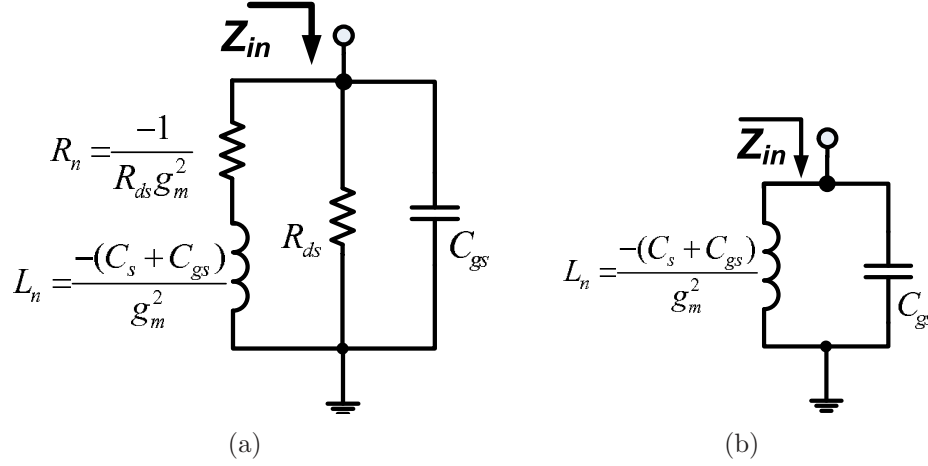 Z_in
R_n = -1 / R_ds g_m^2
R_ds
C_gs
L_n = -(C_s + C_gs) / g_m^2
(a)
Z_in
L_n = -(C_s + C_gs) / g_m^2
C_gs
(b)